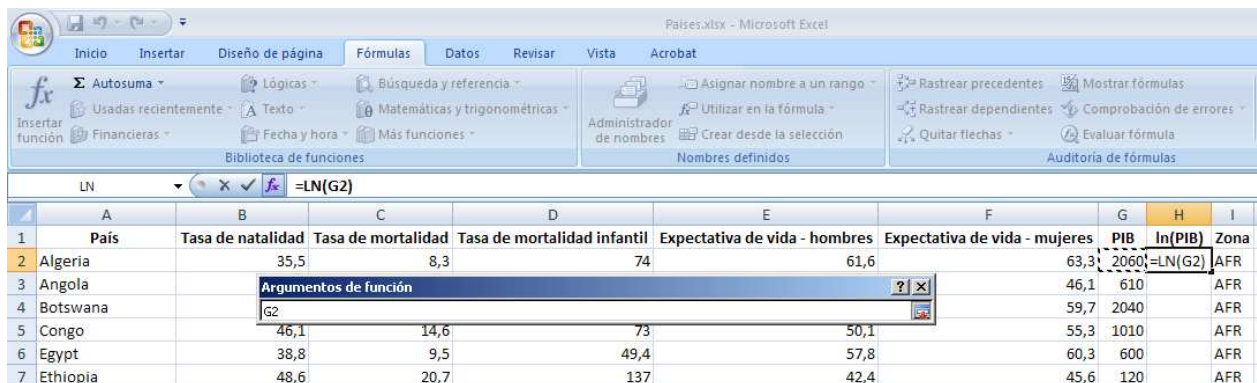 Paises.xlsx - Microsoft Excel
Inicio Insertar Diseño de página Fórmulas Datos Revisar Vista Acrobat
fx Insertar función
Σ Autosuma
Usadas recientemente
Financieras
Lógicas
Texto
Fecha y hora
Búsqueda y referencia
Matemáticas y trigonométricas
Más funciones
Biblioteca de funciones
Administrador de nombres
Asignar nombre a un rango
Utilizar en la fórmula
Crear desde la selección
Nombres definidos
Rastrear precedentes
Rastrear dependientes
Quitar flechas
Mostrar fórmulas
Comprobación de errores
Evaluar fórmula
Auditoría de fórmulas
LN fx =LN(G2)
A B C D E F G H I
1 País Tasa de natalidad Tasa de mortalidad Tasa de mortalidad infantil Expectativa de vida - hombres Expectativa de vida - mujeres PIB ln(PIB) Zona
2 Algeria 35,5 8,3 74 61,6 63,3 2060 =LN(G2) AFR
3 Angola 46,1 610 AFR
Argumentos de función ? X
4 Botswana 59,7 2040 AFR
G2
5 Congo 46,1 14,6 73 50,1 55,3 1010 AFR
6 Egypt 38,8 9,5 49,4 57,8 60,3 600 AFR
7 Ethiopia 48,6 20,7 137 42,4 45,6 120 AFR